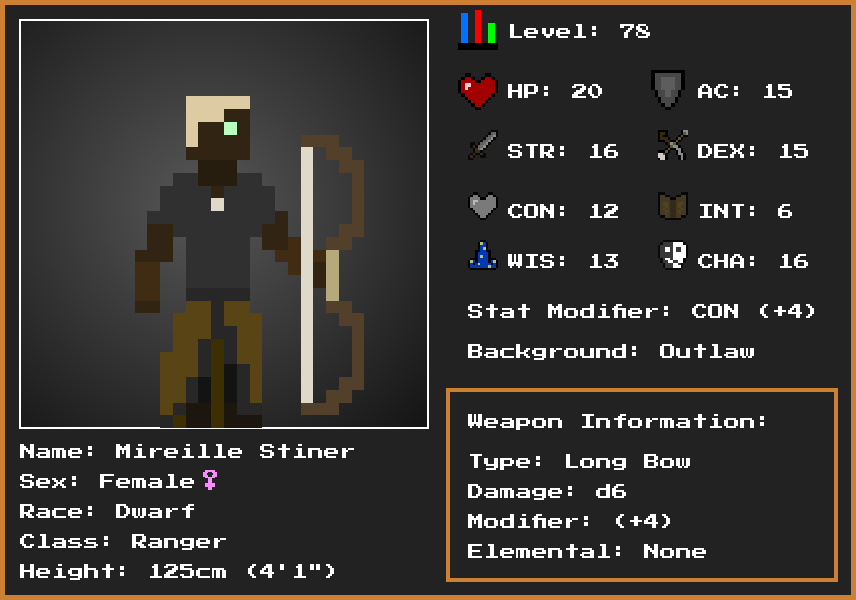 Level: 78
HP: 20 AC: 15
STR: 16 DEX: 15
CON: 12 INT: 6
WIS: 13 CHA: 16
Stat Modifier: CON (+4)
Background: Outlaw
Weapon Information:
Type: Long Bow
Damage: d6
Modifier: (+4)
Elemental: None
Name: Mireille Stiner
Sex: Female♀
Race: Dwarf
Class: Ranger
Height: 125cm (4'1")